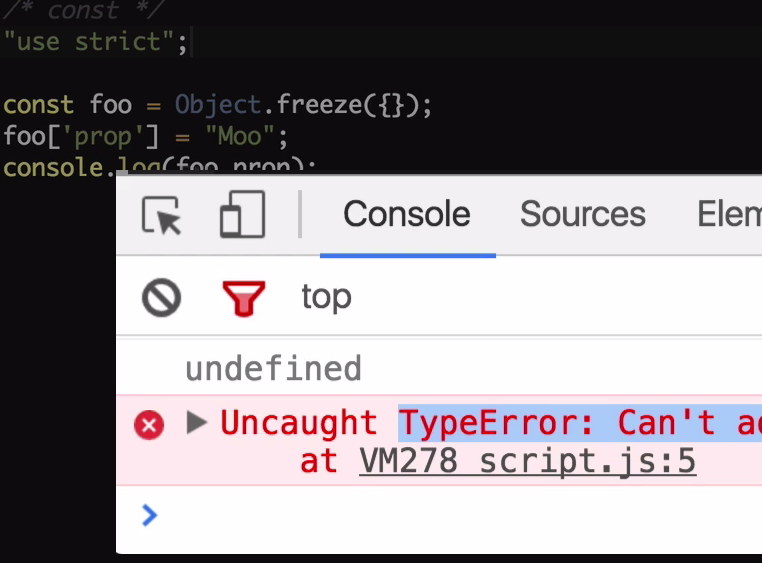 /* const */
"use strict";
const foo = Object.freeze({});
foo['prop'] = "Moo";
console.log(foo.prop);
Console Sources Elem
top
undefined
Uncaught TypeError: Can't ad
at VM278 script.js:5